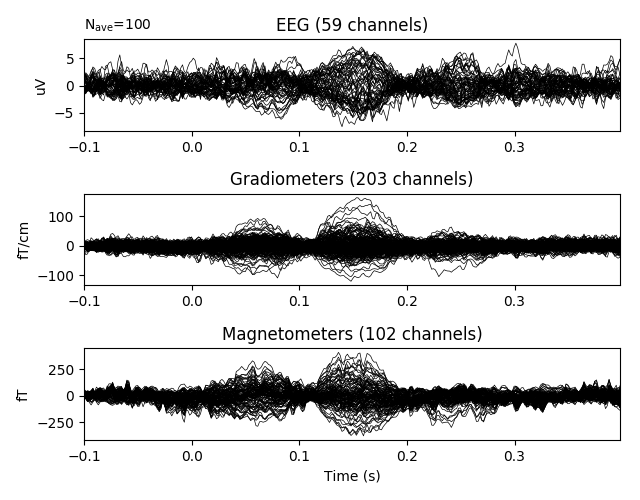 Nave=100
EEG (59 channels)
5
0
−5
uV
−0.1 0.0 0.1 0.2 0.3
Gradiometers (203 channels)
100
0
−100
fT/cm
−0.1 0.0 0.1 0.2 0.3
Magnetometers (102 channels)
250
0
−250
fT
−0.1 0.0 0.1 0.2 0.3
Time (s)